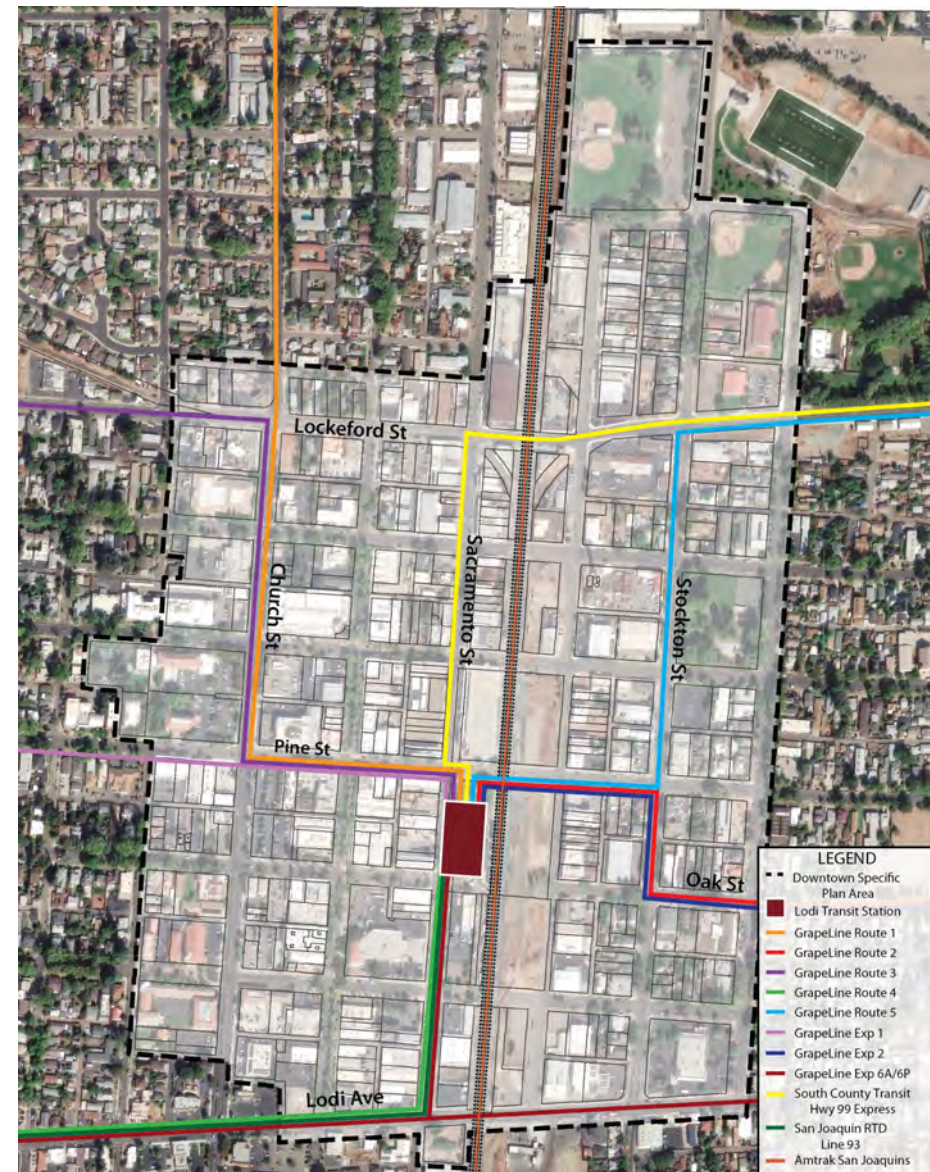 Lockeford St
Church St
Sacramento St
Stockton St
Pine St
Oak St
Lodi Ave
LEGEND
Downtown Specific
Plan Area
Lodi Transit Station
GrapeLine Route 1
GrapeLine Route 2
GrapeLine Route 3
GrapeLine Route 4
GrapeLine Route 5
GrapeLine Exp 1
GrapeLine Exp 2
GrapeLine Exp 6A/6P
South County Transit
Hwy 99 Express
San Joaquin RTD
Line 93
Amtrak San Joaquins